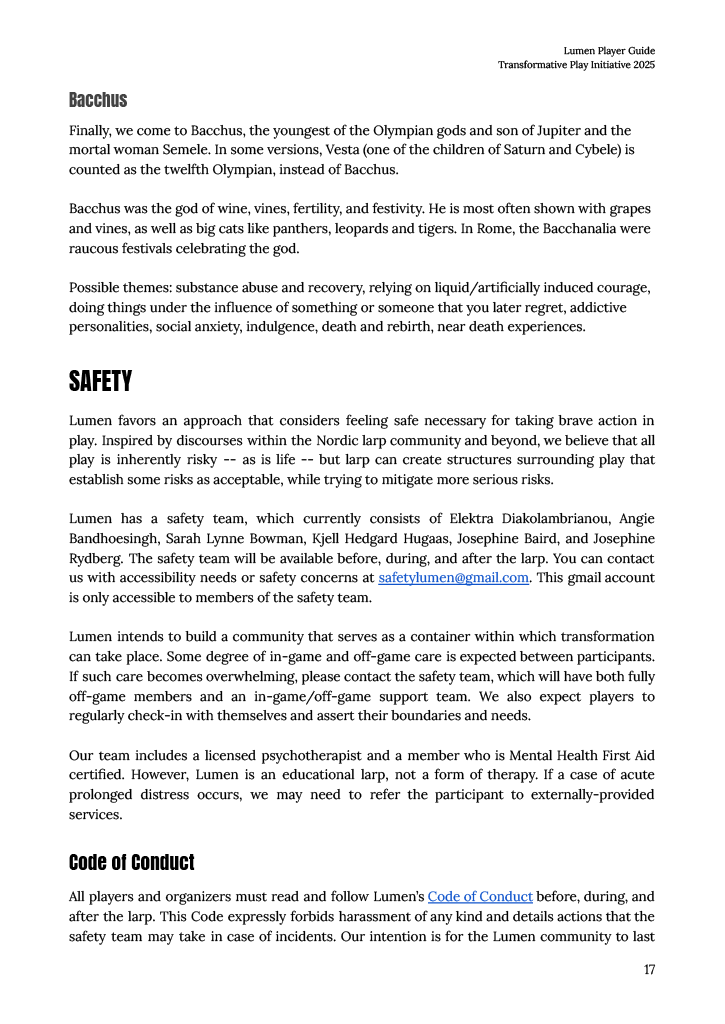 Lumen Player Guide
Transformative Play Initiative 2025
Bacchus
Finally, we come to Bacchus, the youngest of the Olympian gods and son of Jupiter and the
mortal woman Semele. In some versions, Vesta (one of the children of Saturn and Cybele) is
counted as the twelfth Olympian, instead of Bacchus.
Bacchus was the god of wine, vines, fertility, and festivity. He is most often shown with grapes
and vines, as well as big cats like panthers, leopards and tigers. In Rome, the Bacchanalia were
raucous festivals celebrating the god.
Possible themes: substance abuse and recovery, relying on liquid/artificially induced courage,
doing things under the influence of something or someone that you later regret, addictive
personalities, social anxiety, indulgence, death and rebirth, near death experiences.
SAFETY
Lumen favors an approach that considers feeling safe necessary for taking brave action in
play. Inspired by discourses within the Nordic larp community and beyond, we believe that all
play is inherently risky -- as is life -- but larp can create structures surrounding play that
establish some risks as acceptable, while trying to mitigate more serious risks.
Lumen has a safety team, which currently consists of Elektra Diakolambrianou, Angie
Bandhoesingh, Sarah Lynne Bowman, Kjell Hedgard Hugaas, Josephine Baird, and Josephine
Rydberg. The safety team will be available before, during, and after the larp. You can contact
us with accessibility needs or safety concerns at safetylumen@gmail.com. This gmail account
is only accessible to members of the safety team.
Lumen intends to build a community that serves as a container within which transformation
can take place. Some degree of in-game and off-game care is expected between participants.
If such care becomes overwhelming, please contact the safety team, which will have both fully
off-game members and an in-game/off-game support team. We also expect players to
regularly check-in with themselves and assert their boundaries and needs.
Our team includes a licensed psychotherapist and a member who is Mental Health First Aid
certified. However, Lumen is an educational larp, not a form of therapy. If a case of acute
prolonged distress occurs, we may need to refer the participant to externally-provided
services.
Code of Conduct
All players and organizers must read and follow Lumen's Code of Conduct before, during, and
after the larp. This Code expressly forbids harassment of any kind and details actions that the
safety team may take in case of incidents. Our intention is for the Lumen community to last
17